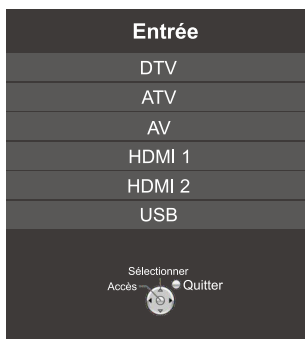 Entrée
DTV
ATV
AV
HDMI 1
HDMI 2
USB
Sélectionner
Accès
Quitter